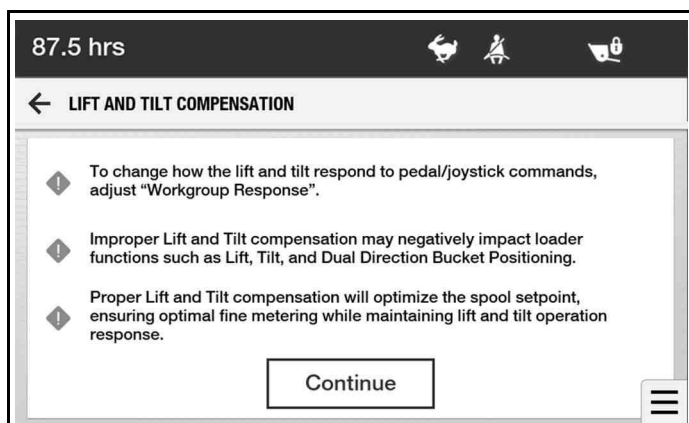 87.5 hrs
LIFT AND TILT COMPENSATION
To change how the lift and tilt respond to pedal/joystick commands,
adjust “Workgroup Response”.
Improper Lift and Tilt compensation may negatively impact loader
functions such as Lift, Tilt, and Dual Direction Bucket Positioning.
Proper Lift and Tilt compensation will optimize the spool setpoint,
ensuring optimal fine metering while maintaining lift and tilt operation
response.
Continue